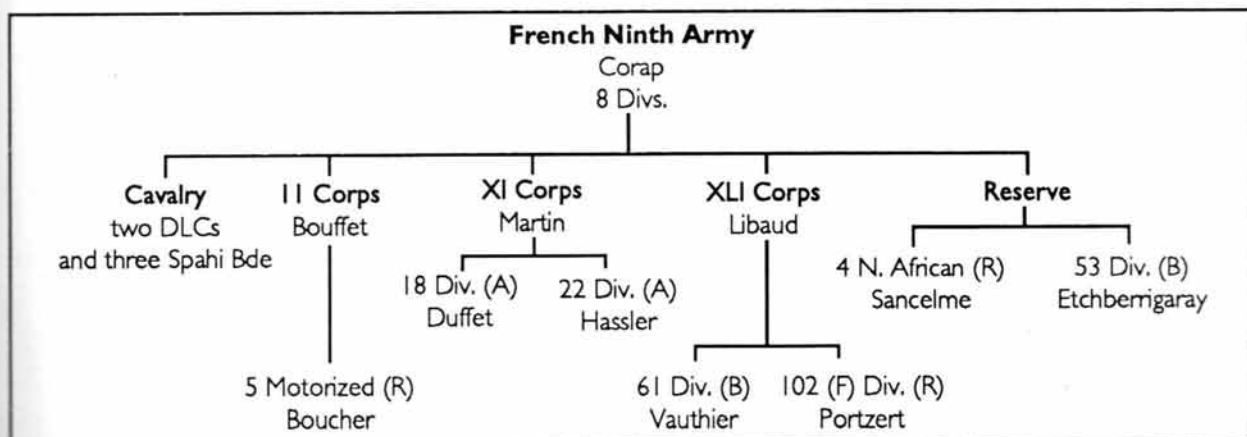 French Ninth Army
Corap
8 Divs.
Cavalry
two DLCs
and three Spahi Bde
11 Corps
Bouffet
XI Corps
Martin
18 Div. (A)
Duffet
22 Div. (A)
Hassler
XLI Corps
Libaud
Reserve
4 N. African (R)
Sancelme
53 Div. (B)
Etchberrigaray
5 Motorized (R)
Boucher
61 Div. (B)
Vauthier
102 (F) Div. (R)
Portzert